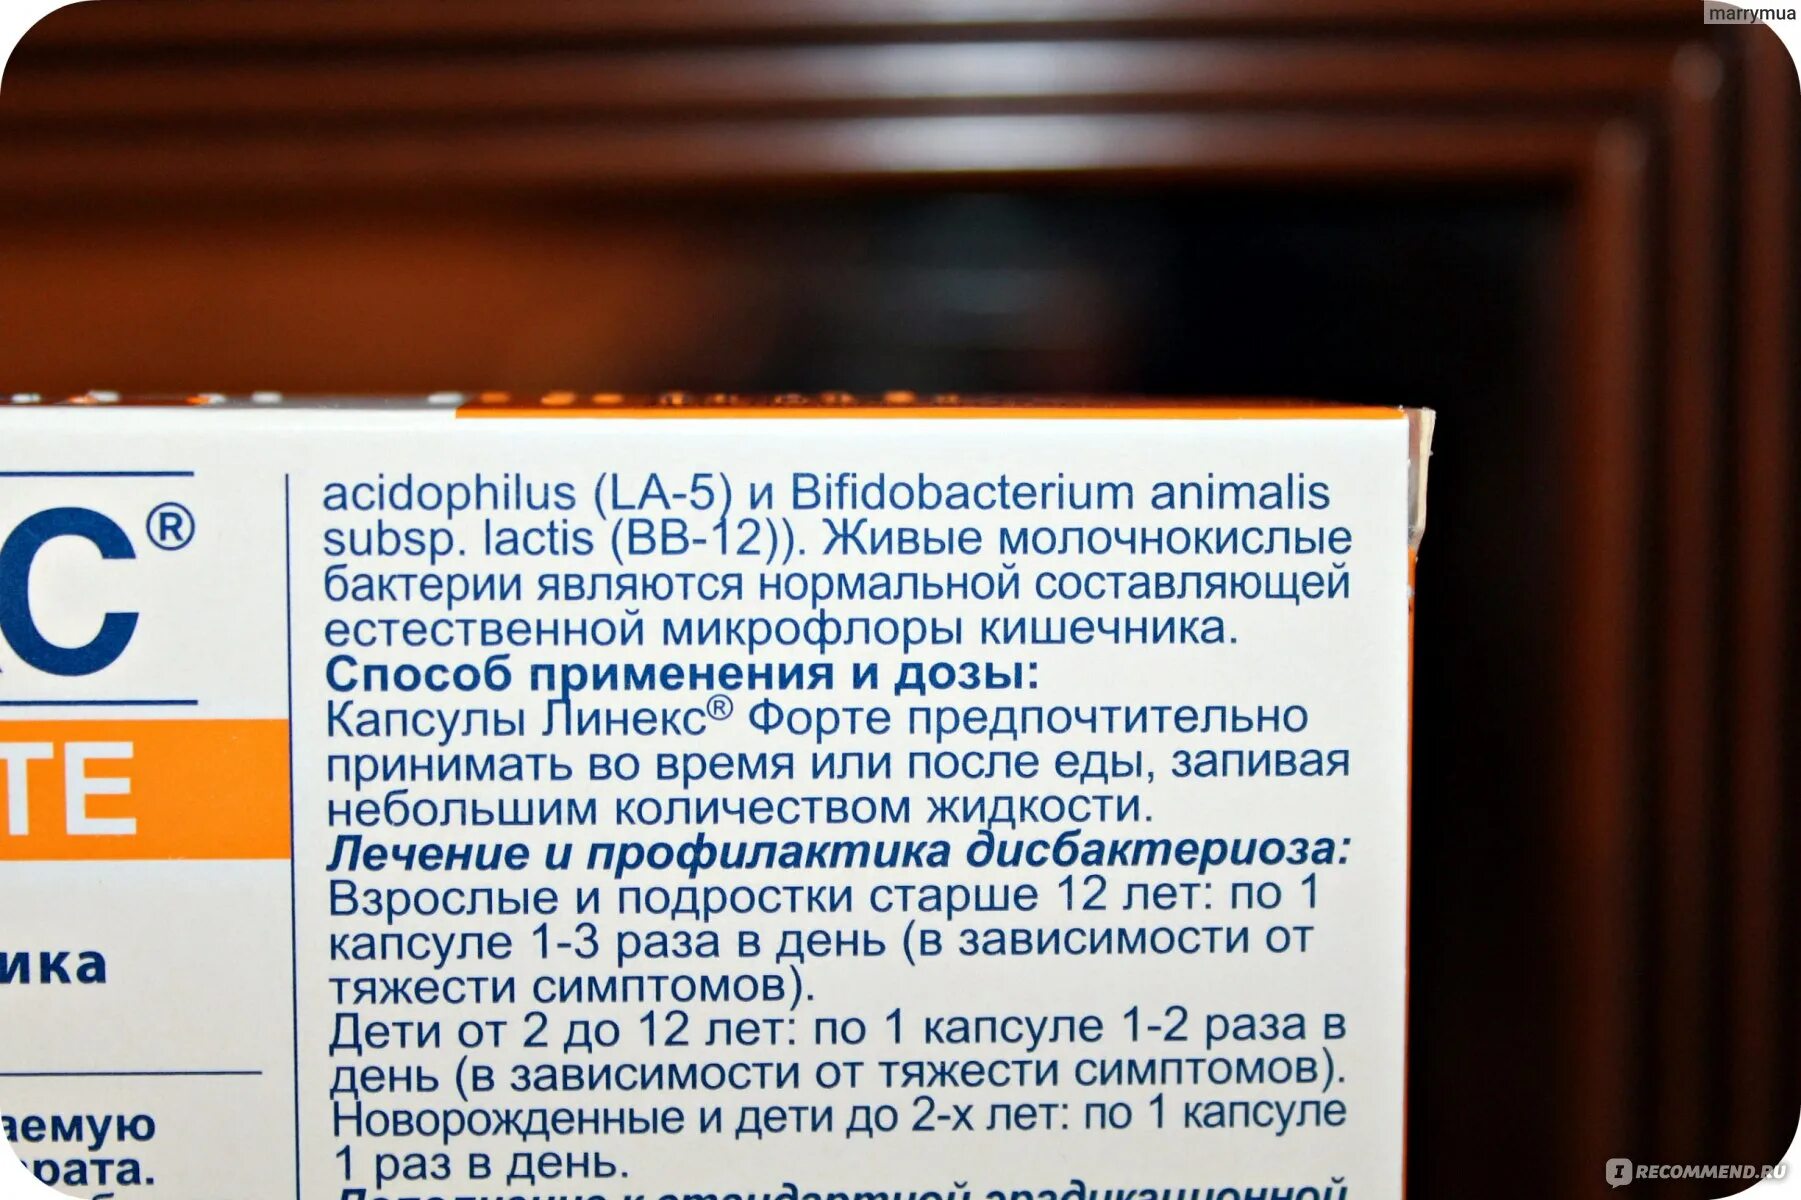 marrymua
acidophilus (LA-5) и Bifidobacterium animalis
subsp. lactis (BB-12)). Живые молочнокислые
бактерии являются нормальной составляющей
естественной микрофлоры кишечника.
Способ применения и дозы:
Капсулы Линекс® Форте предпочтительно
принимать во время или после еды, запивая
небольшим количеством жидкости.
Лечение и профилактика дисбактериоза:
Взрослые и подростки старше 12 лет: по 1
капсуле 1-3 раза в день (в зависимости от
тяжести симптомов).
Дети от 2 до 12 лет: по 1 капсуле 1-2 раза в
день (в зависимости от тяжести симптомов).
Новорожденные и дети до 2-х лет: по 1 капсуле
1 раз в день.
Дополнение к стандартной эрадикационной
С®
ТЕ
ика
аемую
рата.
I RECOMMEND.RU